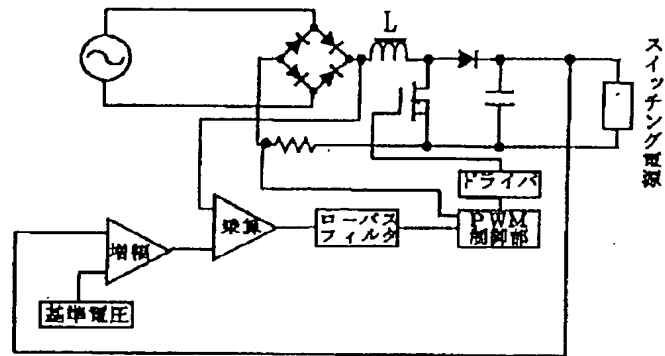 L
スイッチング電源
ドライバ
PWM
制御部
ローパス
フィルタ
乗算
増幅
基準電圧